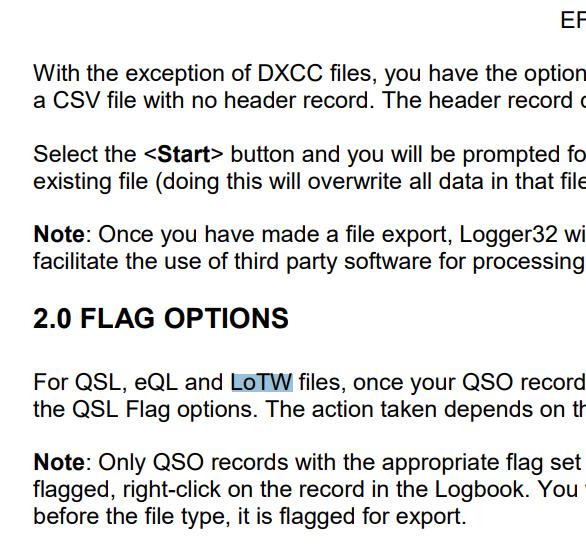 EF
With the exception of DXCC files, you have the option
a CSV file with no header record. The header record
Select the <Start> button and you will be prompted fo
existing file (doing this will overwrite all data in that file
Note: Once you have made a file export, Logger32 wi
facilitate the use of third party software for processing
2.0 FLAG OPTIONS
For QSL, eQL and LoTW files, once your QSO record
the QSL Flag options. The action taken depends on th
Note: Only QSO records with the appropriate flag set
flagged, right-click on the record in the Logbook. You
before the file type, it is flagged for export.